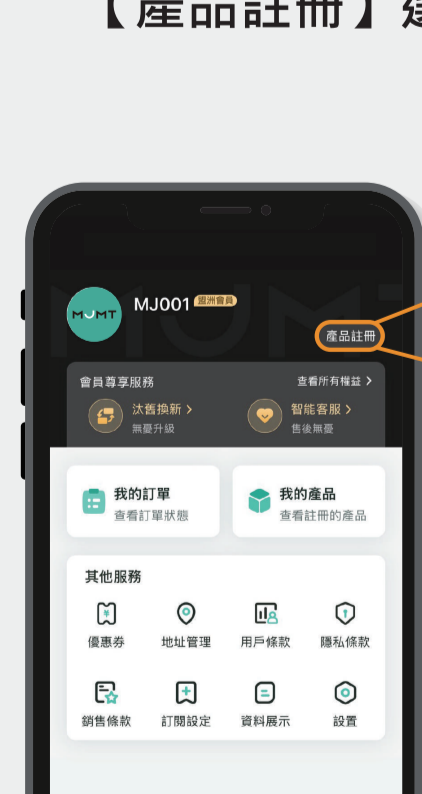 【產品註冊】
MUMT
MJ001 盟洲會員
MUMT
產品註冊
會員尊享服務
查看所有權益 >
汰舊換新 >
無憂升級
智能客服 >
售後無憂
我的訂單
查看訂單狀態
我的產品
查看註冊的產品
其他服務
優惠券
地址管理
用戶條款
隱私條款
銷售條款
訂閱設定
資料展示
設置